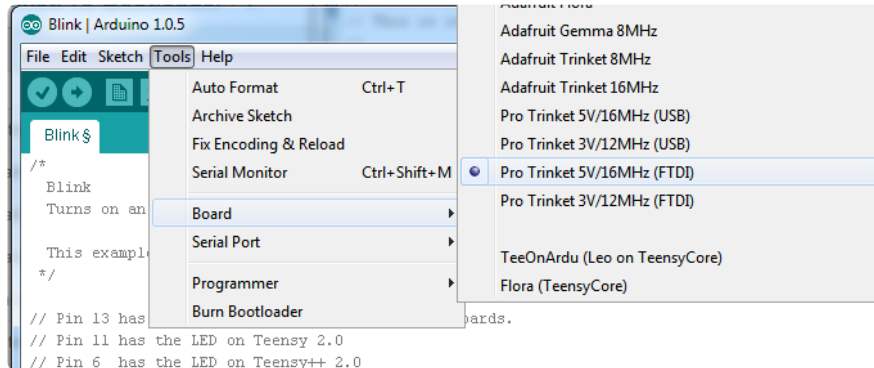 Blink | Arduino 1.0.5
File Edit Sketch Tools Help
Blink §
/*
Blink
Turns on an
This exampl
*/
// Pin 13 has
ards.
// Pin 11 has the LED on Teensy 2.0
// Pin 6 has the LED on Teensy++ 2.0
Auto Format Ctrl+T
Archive Sketch
Fix Encoding & Reload
Serial Monitor Ctrl+Shift+M
Board
Serial Port
Programmer
Burn Bootloader
Adafruit Gemma 8MHz
Adafruit Trinket 8MHz
Adafruit Trinket 16MHz
Pro Trinket 5V/16MHz (USB)
Pro Trinket 3V/12MHz (USB)
Pro Trinket 5V/16MHz (FTDI)
Pro Trinket 3V/12MHz (FTDI)
TeeOnArdu (Leo on TeensyCore)
Flora (TeensyCore)